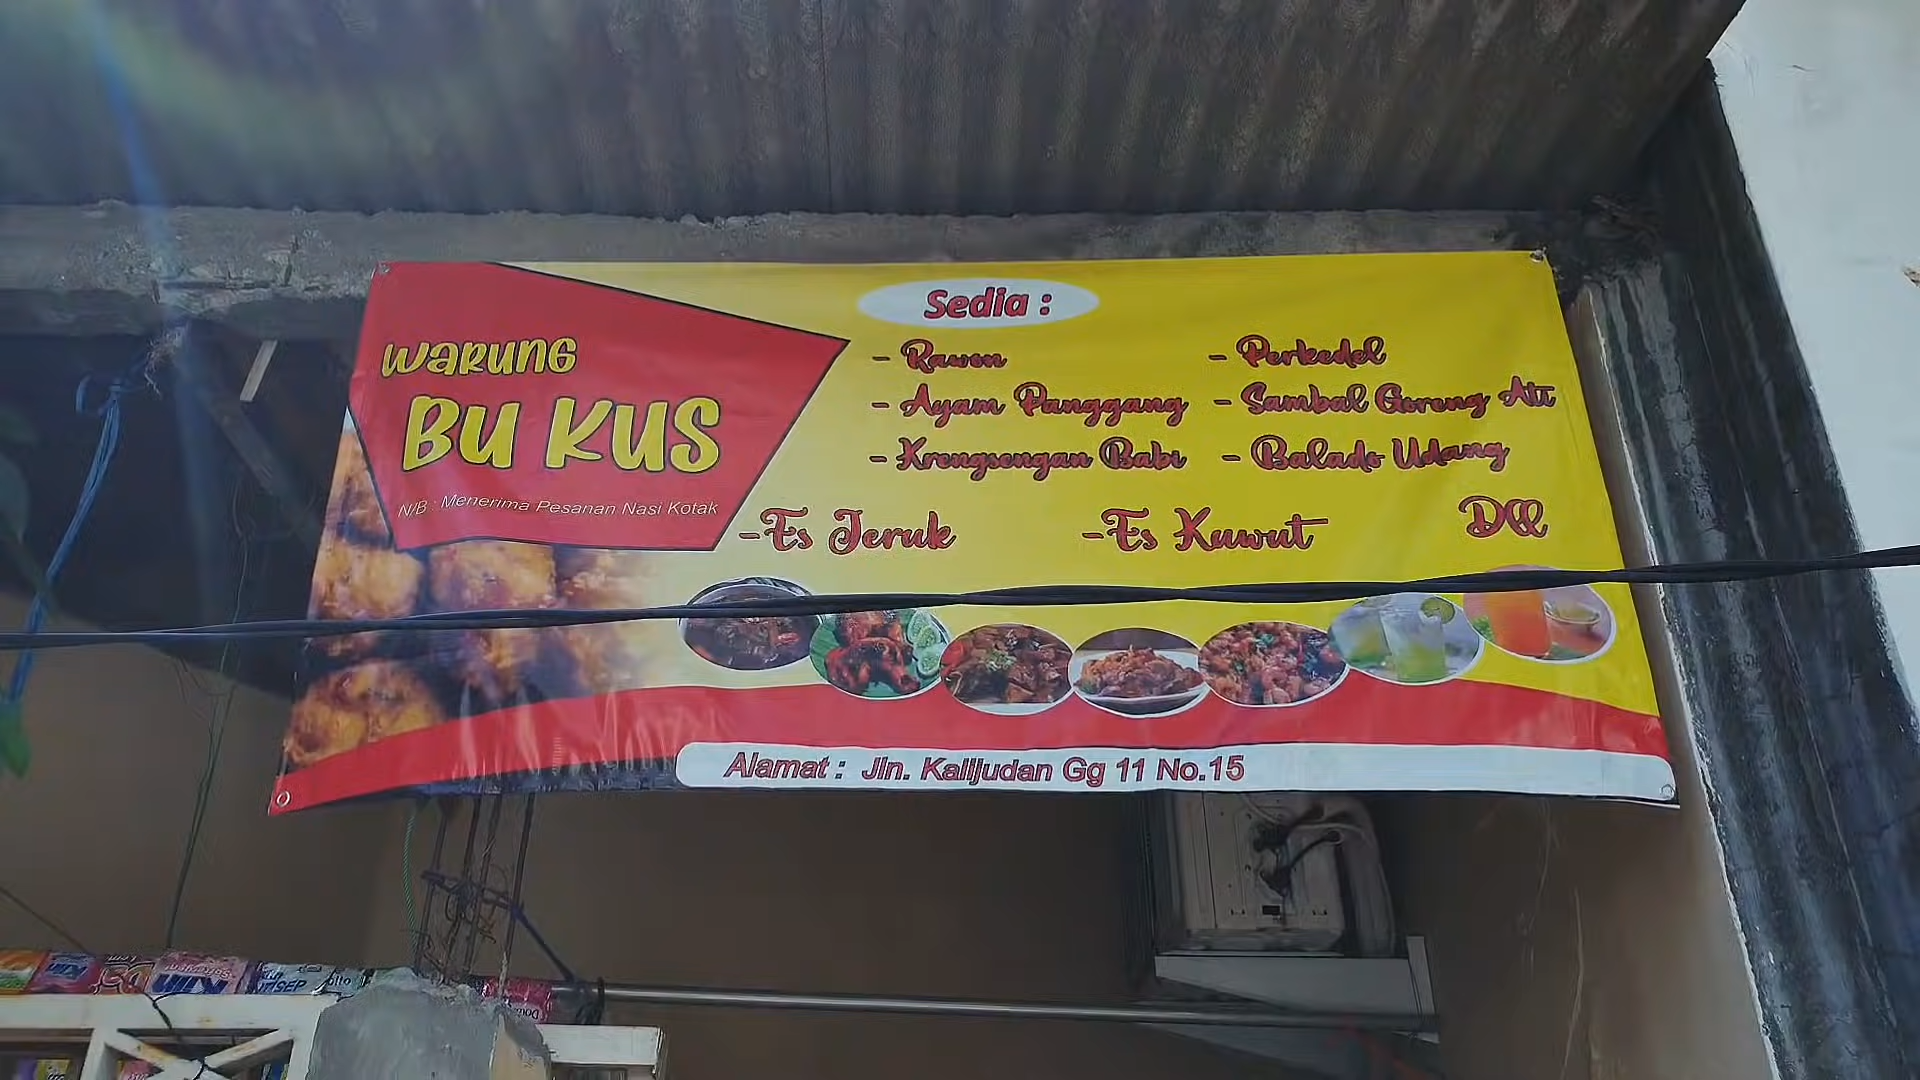 WARUNG
BU KUS
N/B : Menerima Pesanan Nasi Kotak
Sedia :
- Rawon
- Ayam Panggang
- Krengsengan Babi
- Perkedel
- Sambal Goreng Ati
- Balado Udang
- Es Jeruk
- Es Kuwut
Dll
Alamat : Jln. Kalijudan Gg 11 No.15